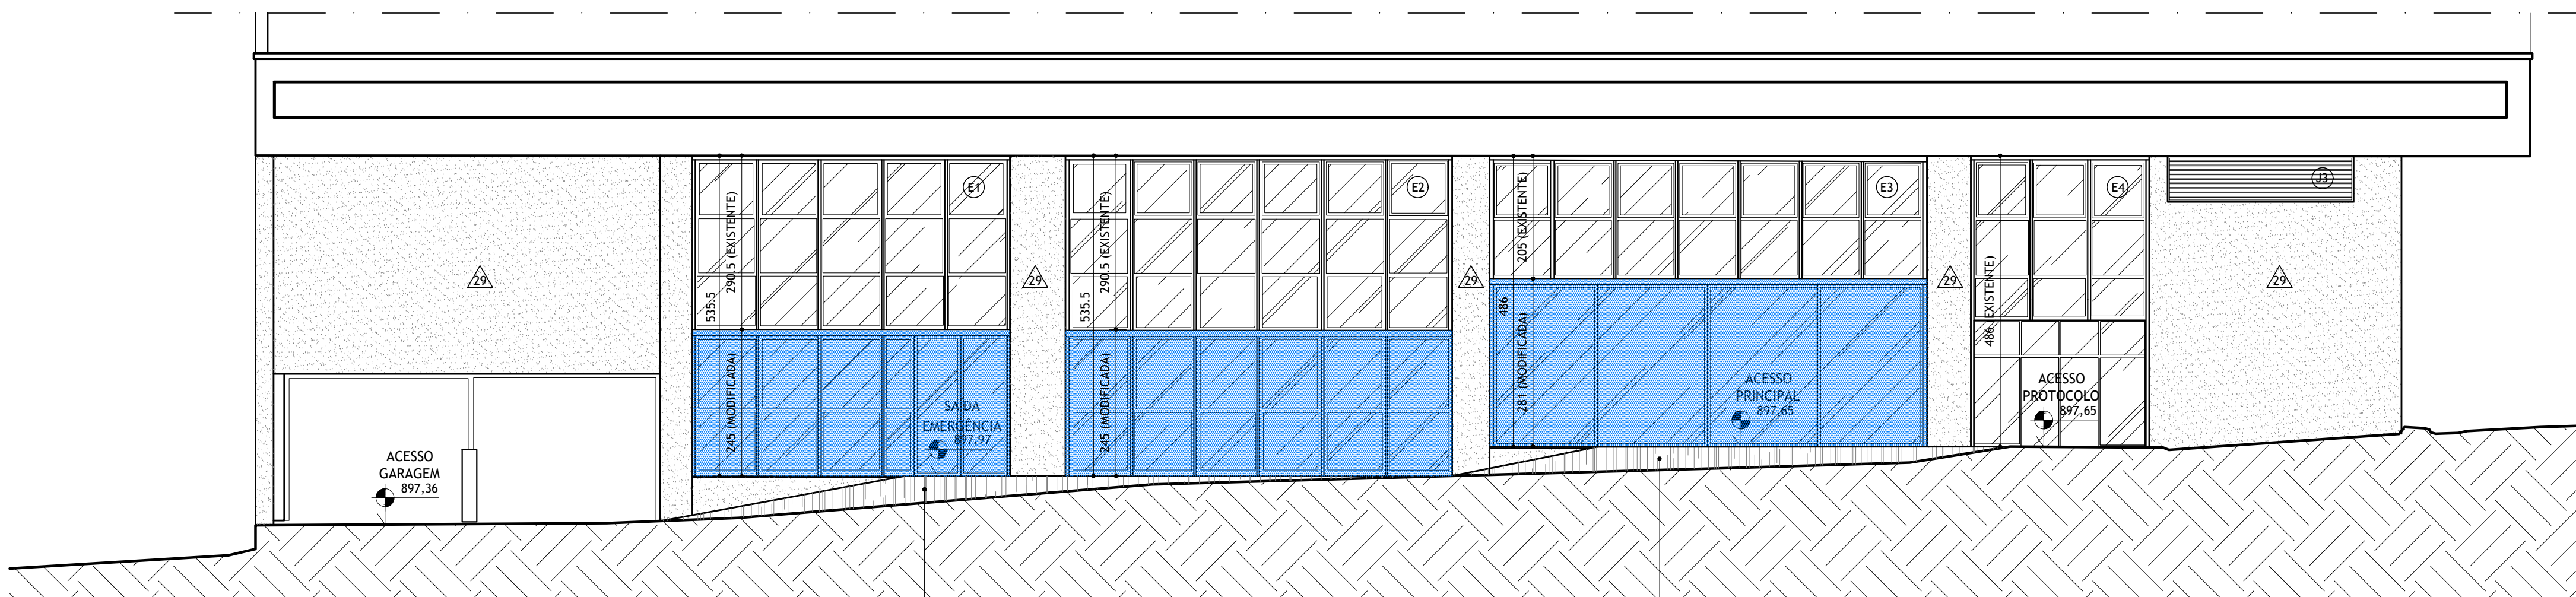 E1
E2
E3
E4
J3
29
29
29
29
29
535.5
290.5 (EXISTENTE)
245 (MODIFICADA)
535.5
290.5 (EXISTENTE)
245 (MODIFICADA)
486
205 (EXISTENTE)
281 (MODIFICADA)
486 (EXISTENTE)
ACESSO
GARAGEM
897,36
SAÍDA
EMERGÊNCIA
897,97
ACESSO
PRINCIPAL
897,65
ACESSO
PROTOCOLO
897,65